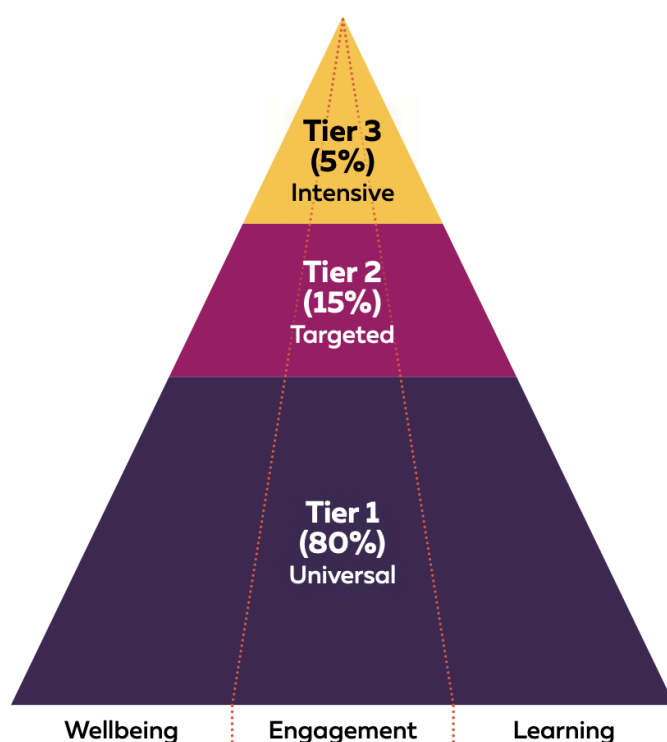 Tier 3
(5%)
Intensive
Tier 2
(15%)
Targeted
Tier 1
(80%)
Universal
Wellbeing Engagement Learning